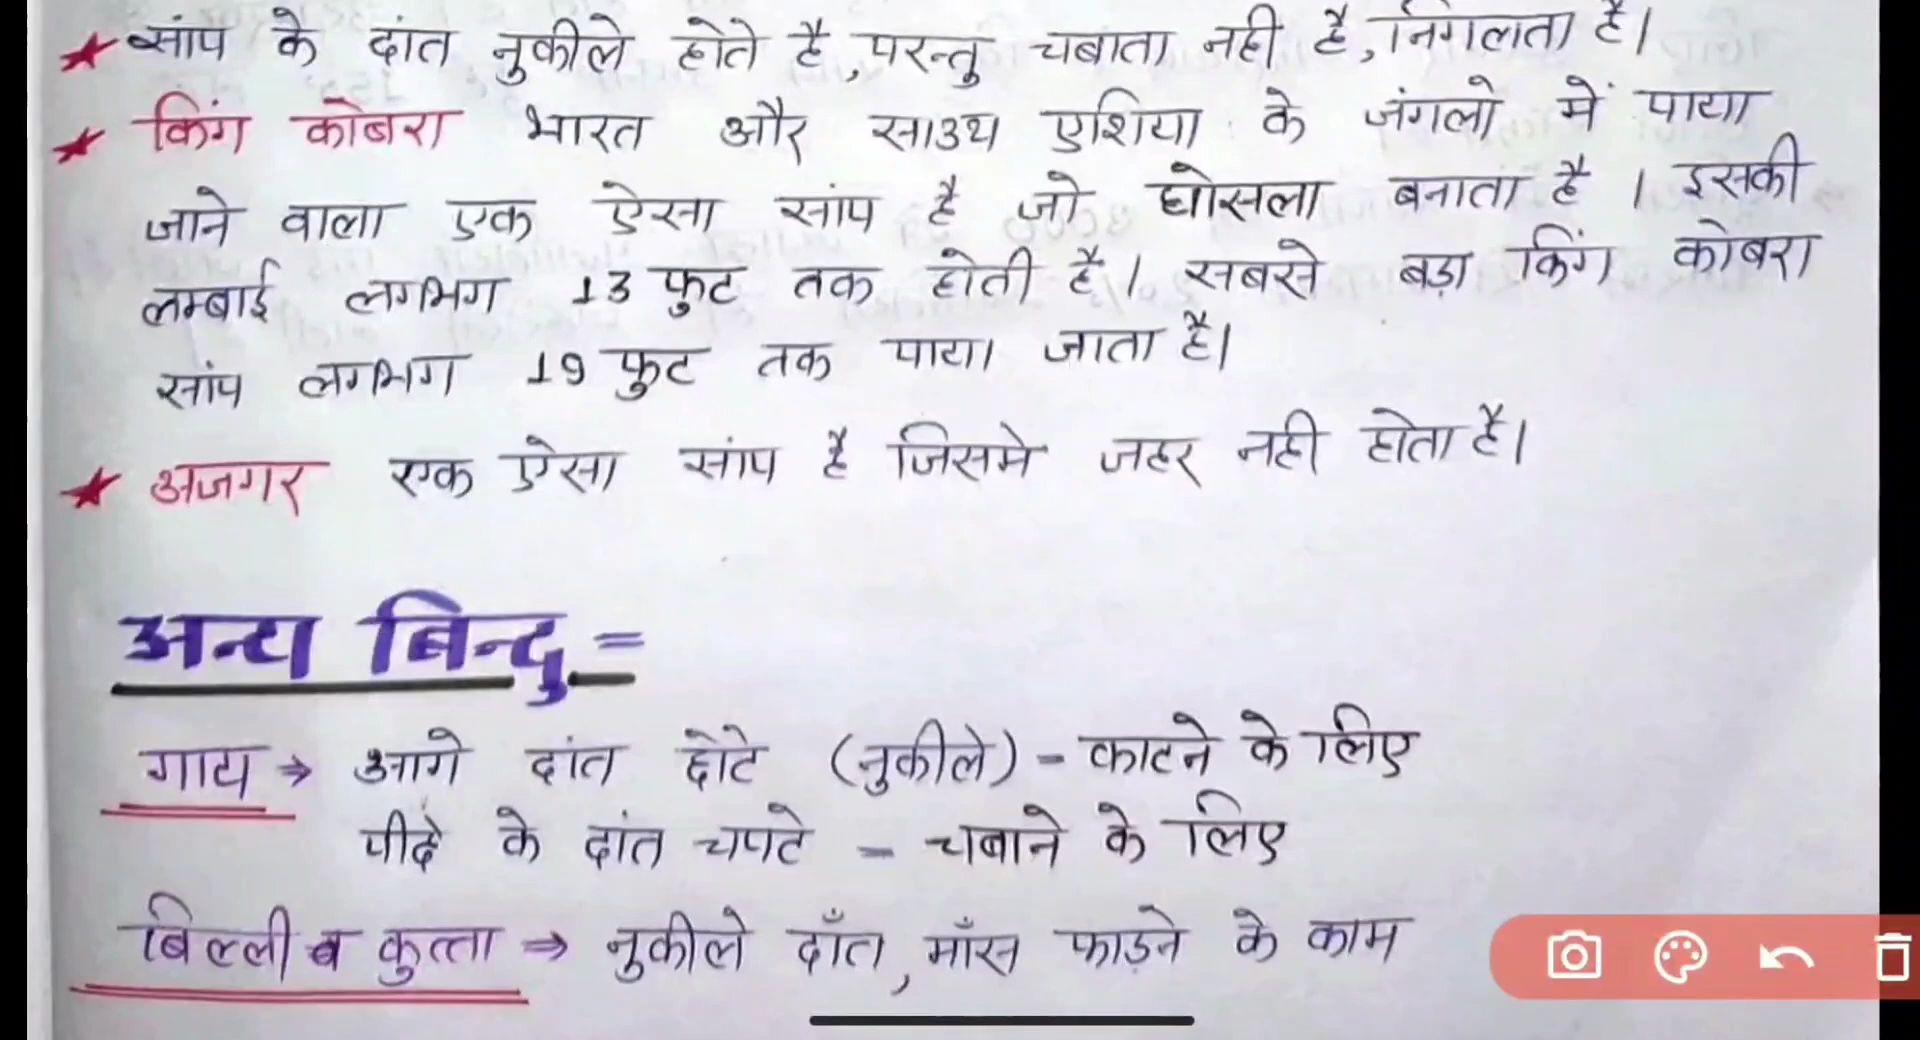 ★ सांप के दांत नुकीले होते है, परन्तु चबाता नही है, निगलता है।
★ किंग कोबरा भारत और साउथ एशिया के जंगलो में पाया
जाने वाला एक ऐसा सांप है जो घोसला बनाता है । इसकी
लम्बाई लगभग 13 फुट तक होती है। सबसे बड़ा किंग कोबरा
सांप लगभग 19 फुट तक पाया जाता है।
★ अजगर एक ऐसा सांप है जिसमे जहर नही होता है।
अन्य बिन्दु =
गाय ⇒ आगे दांत छोटे (नुकीले) - काटने के लिए
पीछे के दांत चपटे - चबाने के लिए
बिल्ली व कुत्ता ⇒ नुकीले दाँत, माँस फाड़ने के काम